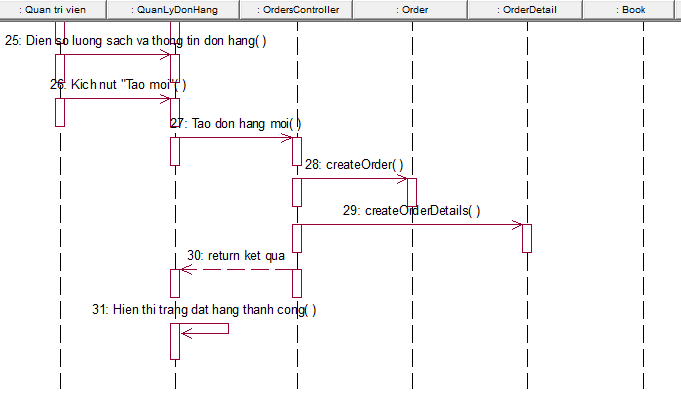 : Quan tri vien
: QuanLyDonHang
: OrdersController
: Order
: OrderDetail
: Book
25: Dien so luong sach va thong tin don hang( )
26: Kich nut "Tao moi"( )
27: Tao don hang moi( )
28: createOrder( )
29: createOrderDetails( )
30: return ket qua
31: Hien thi trang dat hang thanh cong( )